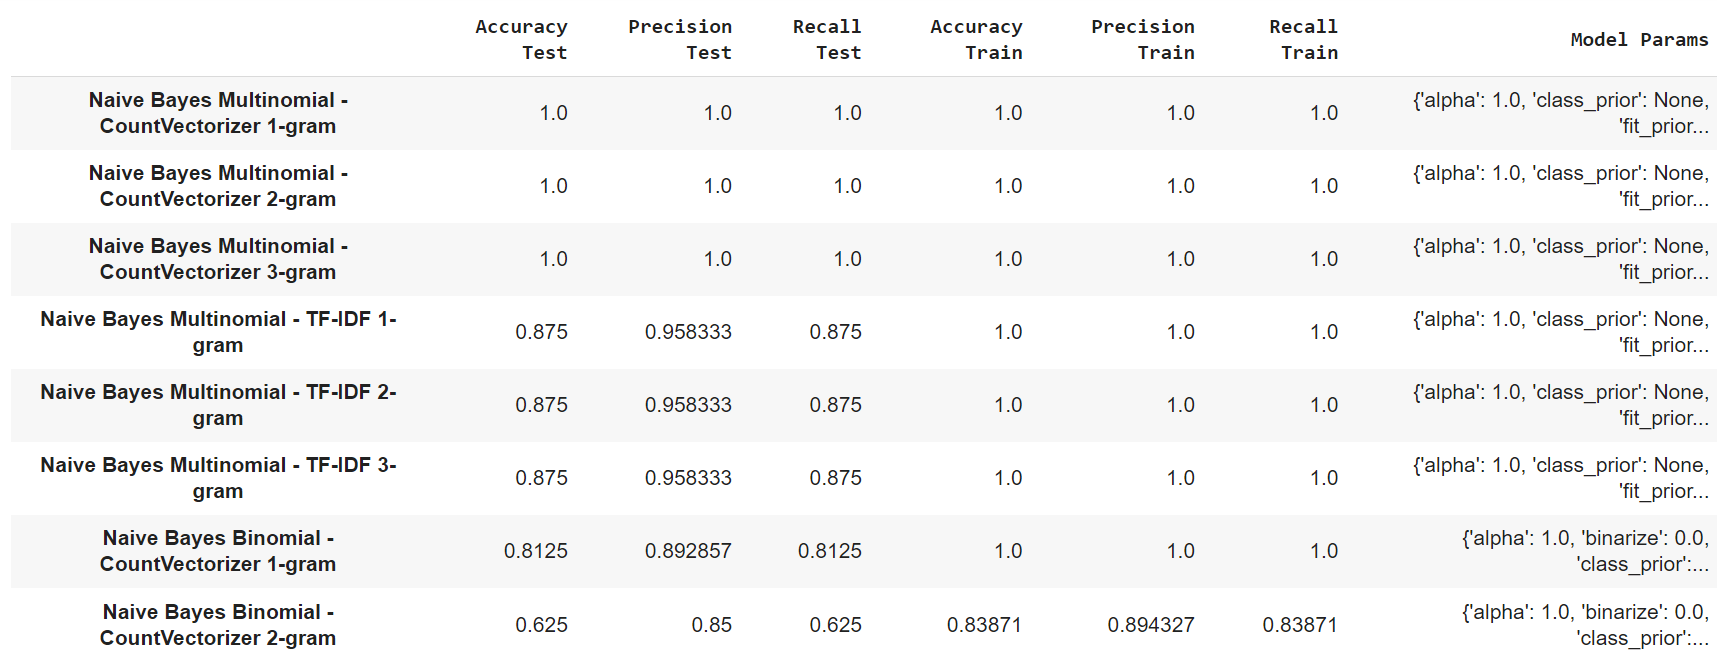 Accuracy Test Precision Test Recall Test Accuracy Train Precision Train Recall Train Model Params
Naive Bayes Multinomial - CountVectorizer 1-gram 1.0 1.0 1.0 1.0 1.0 1.0 {'alpha': 1.0, 'class_prior': None, 'fit_prior...
Naive Bayes Multinomial - CountVectorizer 2-gram 1.0 1.0 1.0 1.0 1.0 1.0 {'alpha': 1.0, 'class_prior': None, 'fit_prior...
Naive Bayes Multinomial - CountVectorizer 3-gram 1.0 1.0 1.0 1.0 1.0 1.0 {'alpha': 1.0, 'class_prior': None, 'fit_prior...
Naive Bayes Multinomial - TF-IDF 1-gram 0.875 0.958333 0.875 1.0 1.0 1.0 {'alpha': 1.0, 'class_prior': None, 'fit_prior...
Naive Bayes Multinomial - TF-IDF 2-gram 0.875 0.958333 0.875 1.0 1.0 1.0 {'alpha': 1.0, 'class_prior': None, 'fit_prior...
Naive Bayes Multinomial - TF-IDF 3-gram 0.875 0.958333 0.875 1.0 1.0 1.0 {'alpha': 1.0, 'class_prior': None, 'fit_prior...
Naive Bayes Binomial - CountVectorizer 1-gram 0.8125 0.892857 0.8125 1.0 1.0 1.0 {'alpha': 1.0, 'binarize': 0.0, 'class_prior':...
Naive Bayes Binomial - CountVectorizer 2-gram 0.625 0.85 0.625 0.83871 0.894327 0.83871 {'alpha': 1.0, 'binarize': 0.0, 'class_prior':...